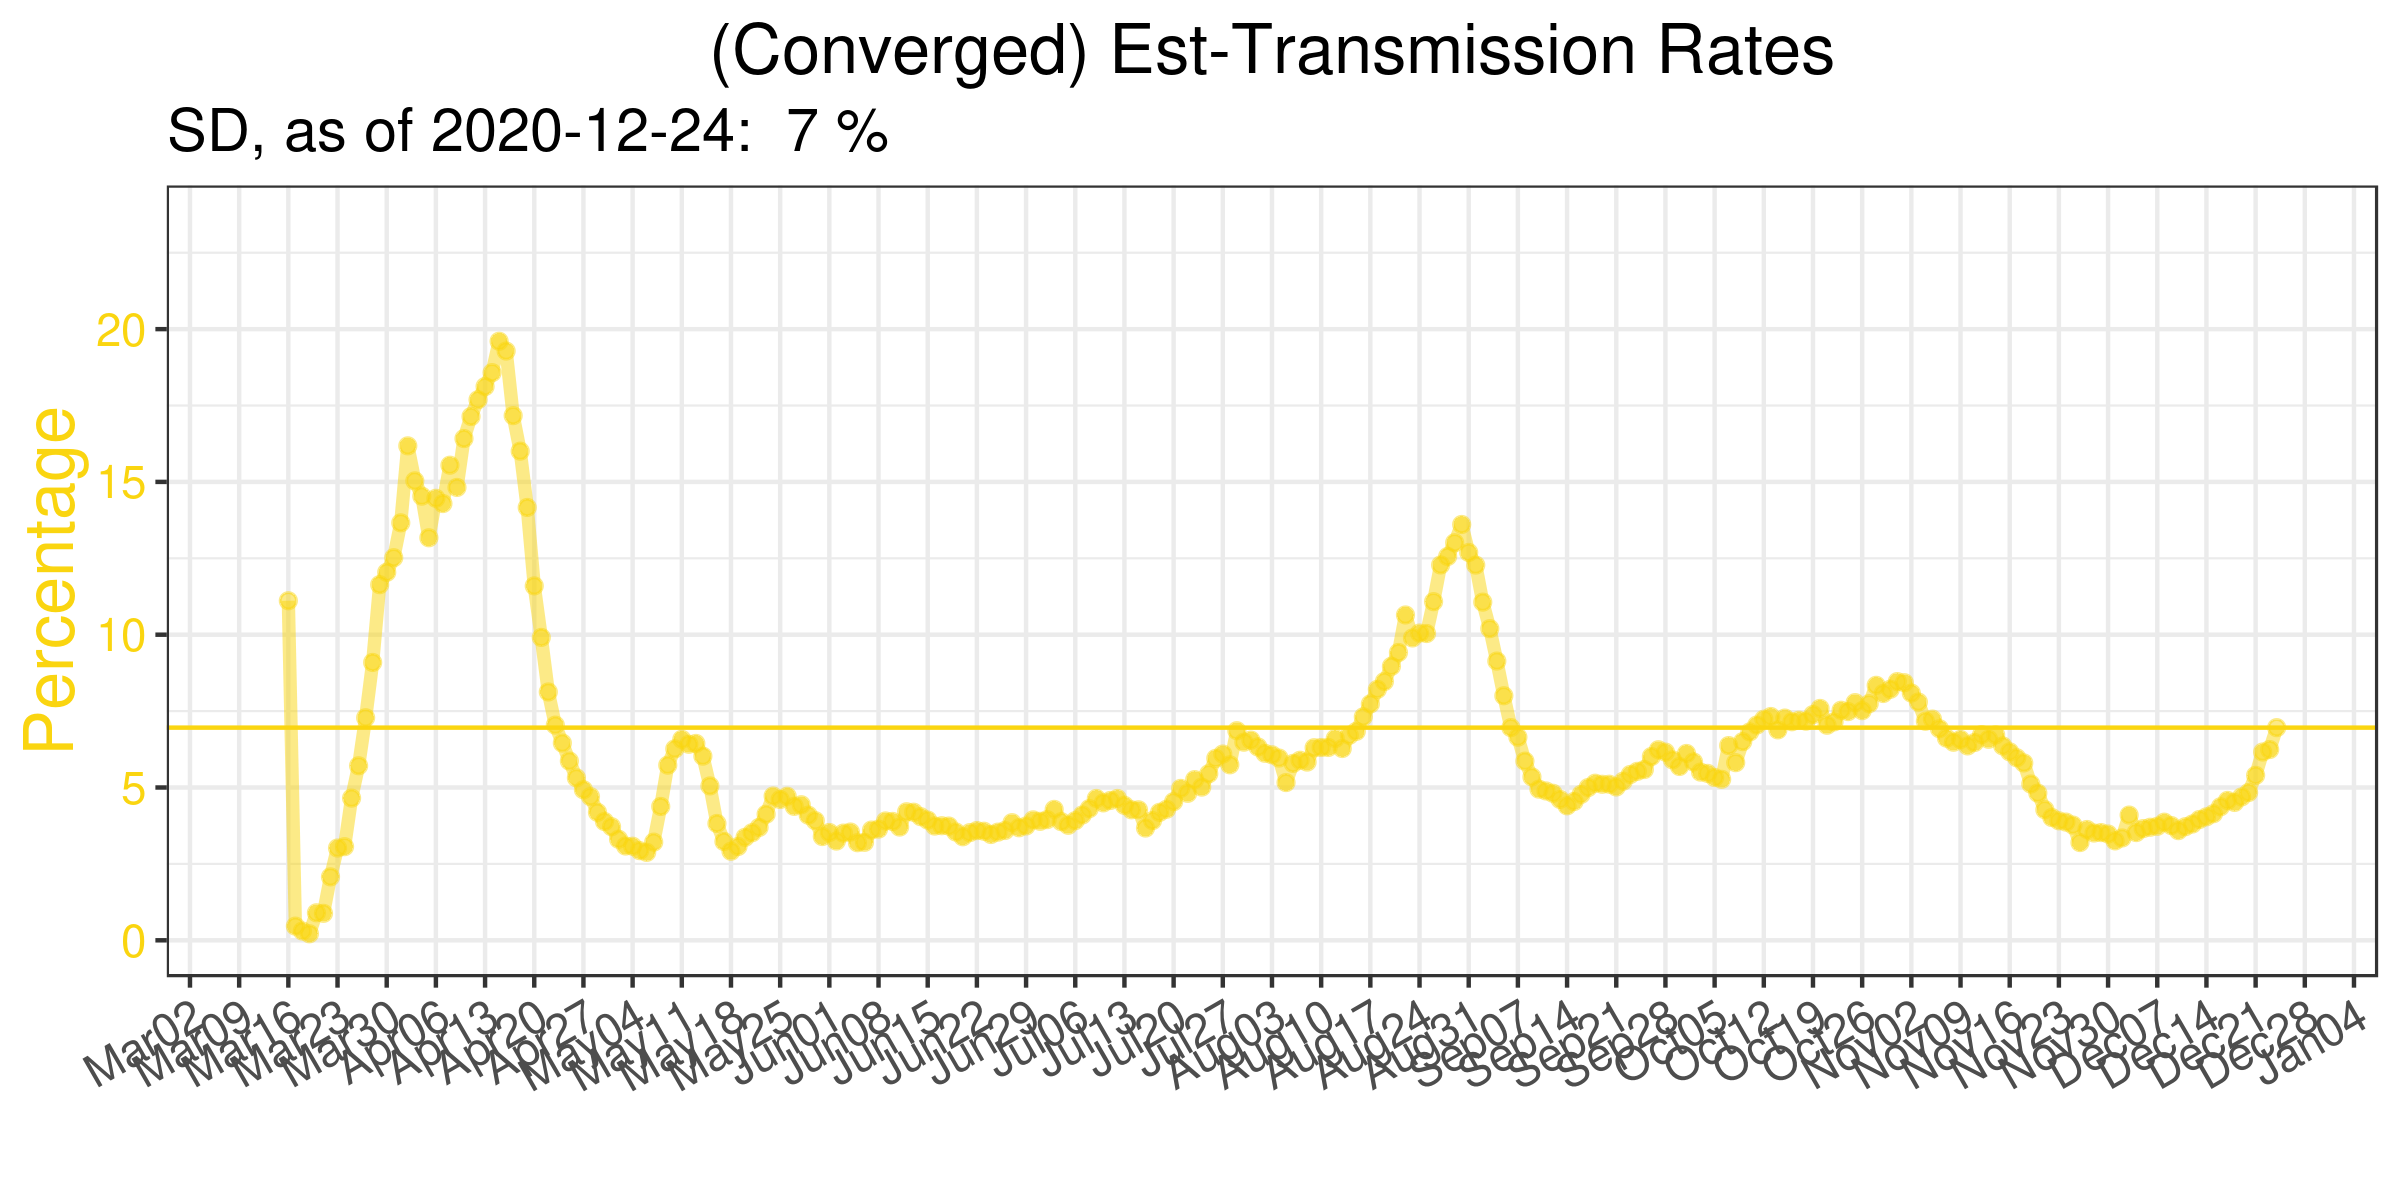 (Converged) Est-Transmission Rates
SD, as of 2020-12-24:  7 %
Percentage
20
15
10
5
0
Mar02
Mar09
Mar16
Mar23
Mar30
Apr06
Apr13
Apr20
Apr27
May04
May11
May18
May25
Jun01
Jun08
Jun15
Jun22
Jun29
Jul06
Jul13
Jul20
Jul27
Aug03
Aug10
Aug17
Aug24
Aug31
Sep07
Sep14
Sep21
Sep28
Oct05
Oct12
Oct19
Oct26
Nov02
Nov09
Nov16
Nov23
Nov30
Dec07
Dec14
Dec21
Dec28
Jan04